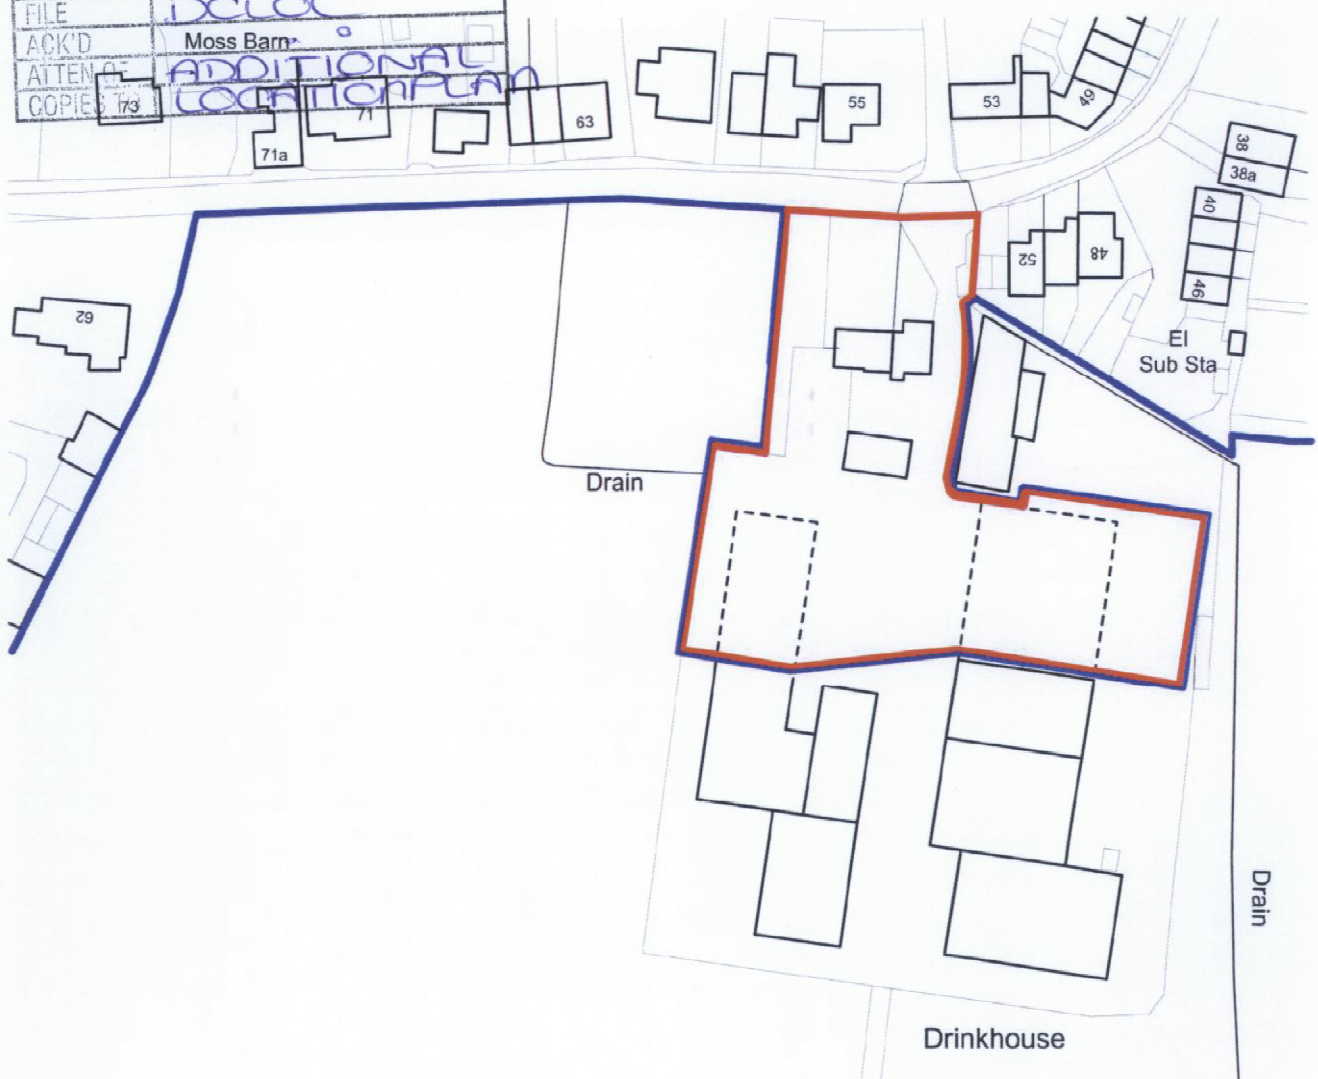 FILE DCLOC
ACK'D
Moss Barn
ATTEN OF ADDITIONAL
COPIES TO LOCATION PLAN
73
71
71a
63
55
53
49
38
38a
40
46
52
48
62
El
Sub Sta
Drain
Drain
Drinkhouse